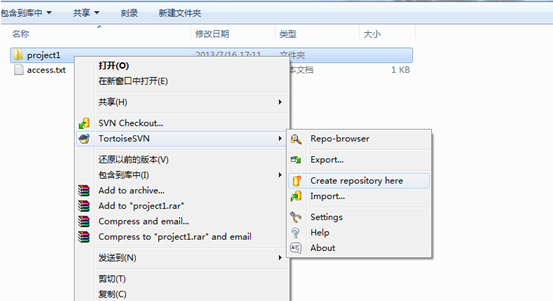 包含到库中 共享 刻录 新建文件夹
名称 修改日期 类型 大小
project1 2013/7/16 17:11 文件夹
access.txt 本文档 1 KB
打开(O)
在新窗口中打开(E)
共享(H)
SVN Checkout...
TortoiseSVN
还原以前的版本(V)
包含到库中(I)
Add to archive...
Add to "project1.rar"
Compress and email...
Compress to "project1.rar" and email
发送到(N)
剪切(T)
复制(C)
Repo-browser
Export...
Create repository here
Import...
Settings
Help
About